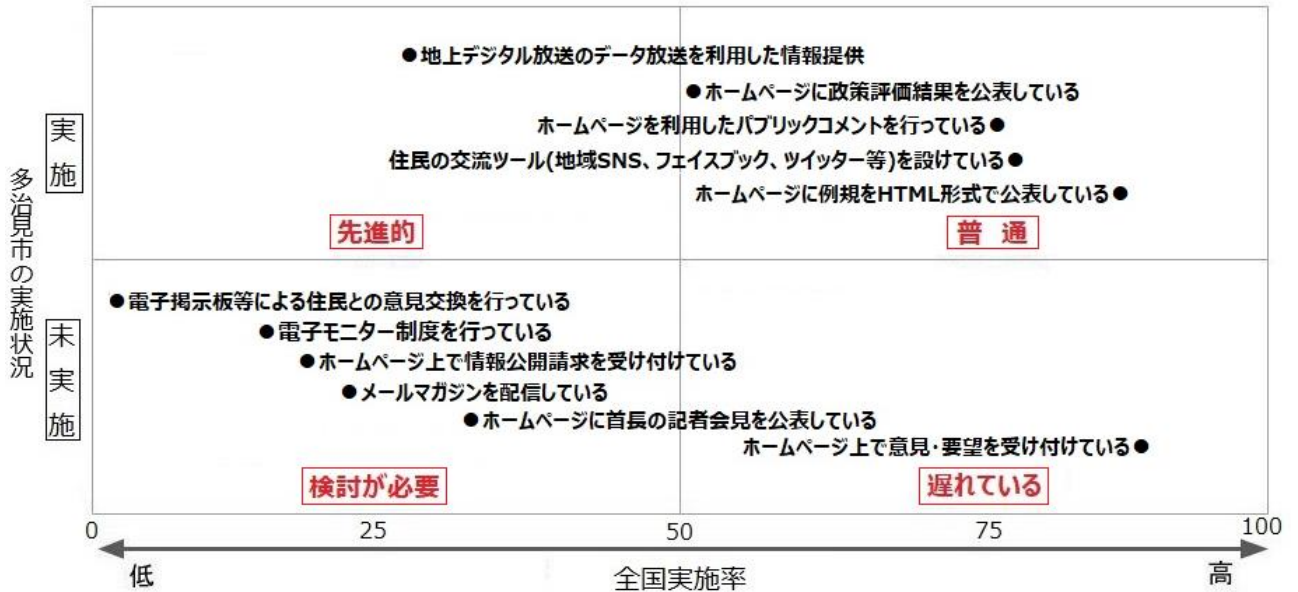 多治見市の実施状況
実施
●地上デジタル放送のデータ放送を利用した情報提供
●ホームページに政策評価結果を公表している
ホームページを利用したパブリックコメントを行っている●
住民の交流ツール(地域SNS、フェイスブック、ツイッター等)を設けている●
ホームページに例規をHTML形式で公表している●
先進的
普通
未実施
●電子掲示板等による住民との意見交換を行っている
●電子モニター制度を行っている
●ホームページ上で情報公開請求を受け付けている
●メールマガジンを配信している
●ホームページに首長の記者会見を公表している
ホームページ上で意見・要望を受け付けている●
検討が必要
遅れている
0 25 50 75 100
低 全国実施率 高